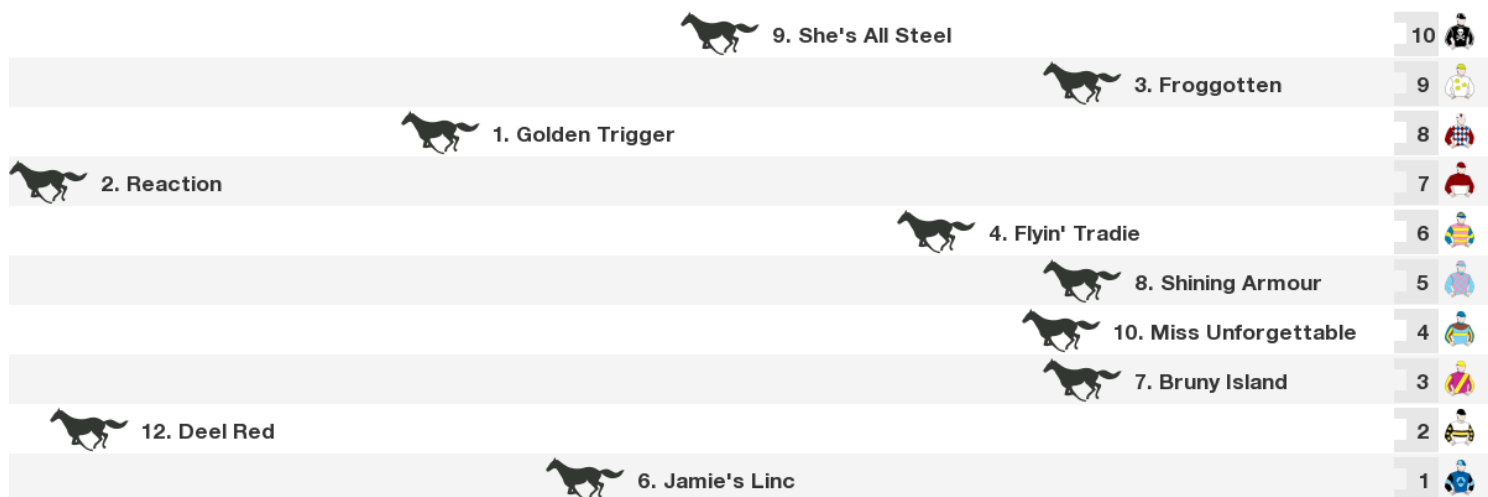 9. She's All Steel 10
3. Froggotten 9
1. Golden Trigger 8
2. Reaction 7
4. Flyin' Tradie 6
8. Shining Armour 5
10. Miss Unforgettable 4
7. Bruny Island 3
12. Deel Red 2
6. Jamie's Linc 1